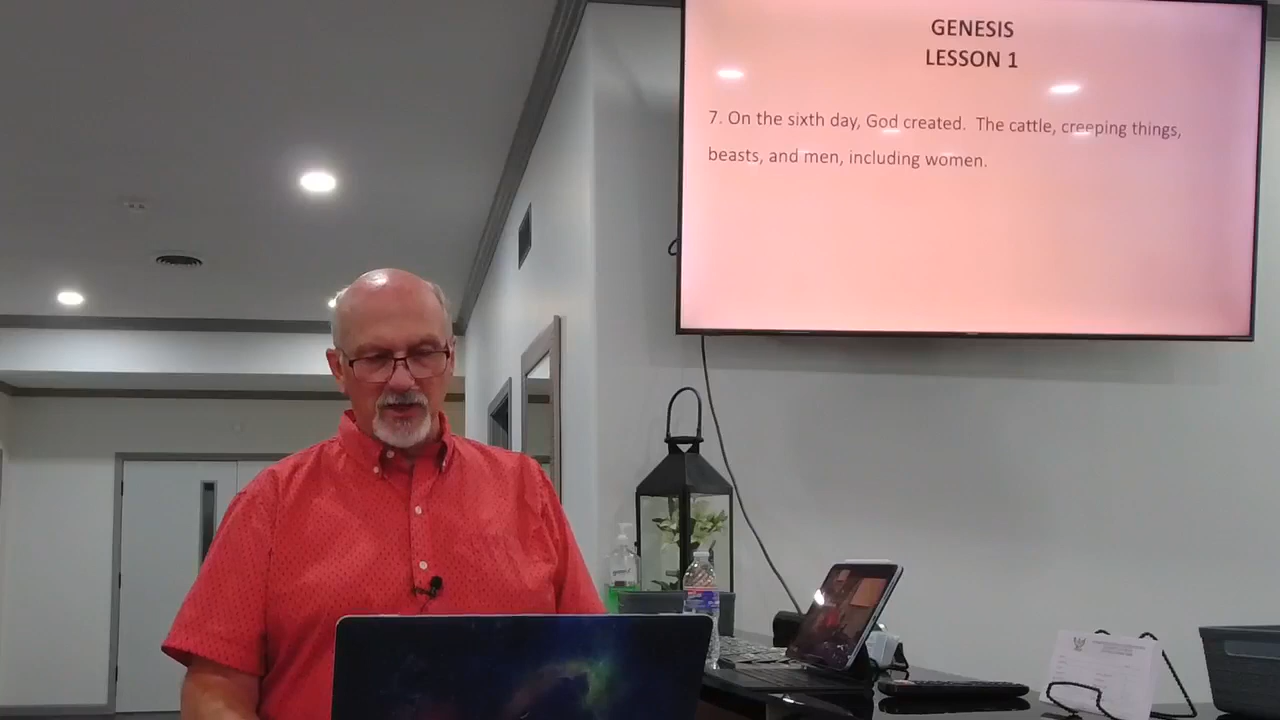 GENESIS
LESSON 1
7. On the sixth day, God created.  The cattle, creeping things,
beasts, and men, including women.